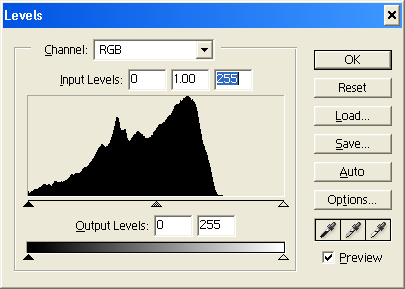 Levels
Channel: RGB
OK
Input Levels: 0 1.00 255
Reset
Load...
Save...
Auto
Options...
Output Levels: 0 255
Preview